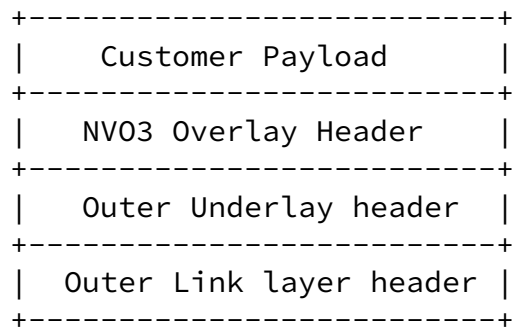 +--------------------------+
|     Customer Payload      |
+--------------------------+
|    NVO3 Overlay Header    |
+--------------------------+
|    Outer Underlay header  |
+--------------------------+
|   Outer Link layer header |
+--------------------------+